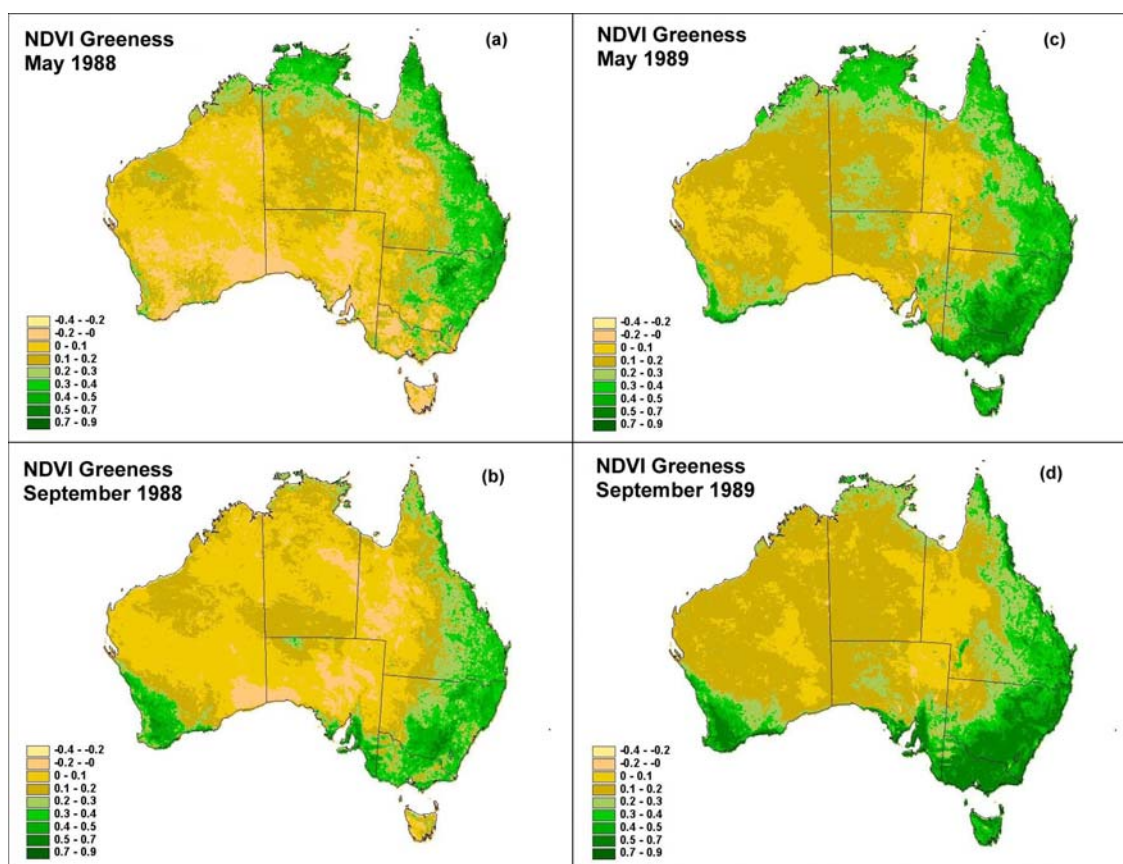 NDVI Greeness
May 1988
(a)
-0.4 - -0.2
-0.2 - -0
0 - 0.1
0.1 - 0.2
0.2 - 0.3
0.3 - 0.4
0.4 - 0.5
0.5 - 0.7
0.7 - 0.9
NDVI Greeness
May 1989
(c)
-0.4 - -0.2
-0.2 - -0
0 - 0.1
0.1 - 0.2
0.2 - 0.3
0.3 - 0.4
0.4 - 0.5
0.5 - 0.7
0.7 - 0.9
NDVI Greeness
September 1988
(b)
-0.4 - -0.2
-0.2 - -0
0 - 0.1
0.1 - 0.2
0.2 - 0.3
0.3 - 0.4
0.4 - 0.5
0.5 - 0.7
0.7 - 0.9
NDVI Greeness
September 1989
(d)
-0.4 - -0.2
-0.2 - -0
0 - 0.1
0.1 - 0.2
0.2 - 0.3
0.3 - 0.4
0.4 - 0.5
0.5 - 0.7
0.7 - 0.9